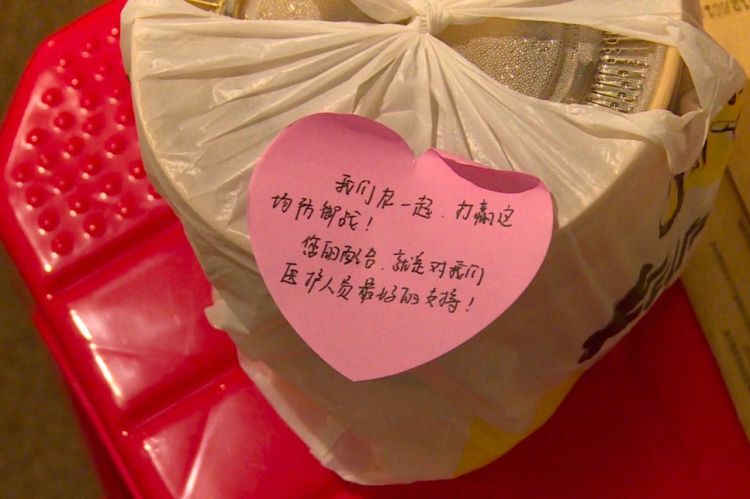 我们在一起，打赢这
场防御战！
您的配合，就是对我们
医护人员最好的支持！